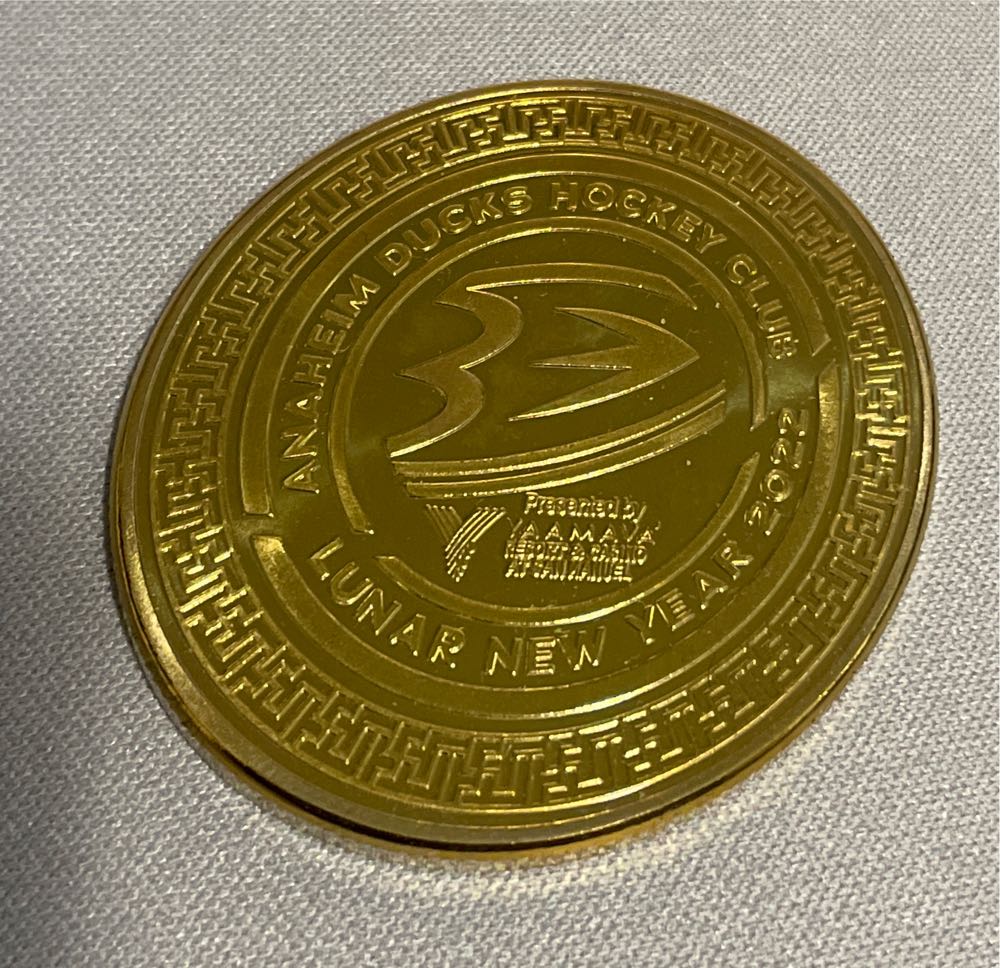 ANAHEIM DUCKS HOCKEY CLUB
Presented by
YAAMAVA'
RESORT & CASINO
AT SAN MANUEL
LUNAR NEW YEAR 2022